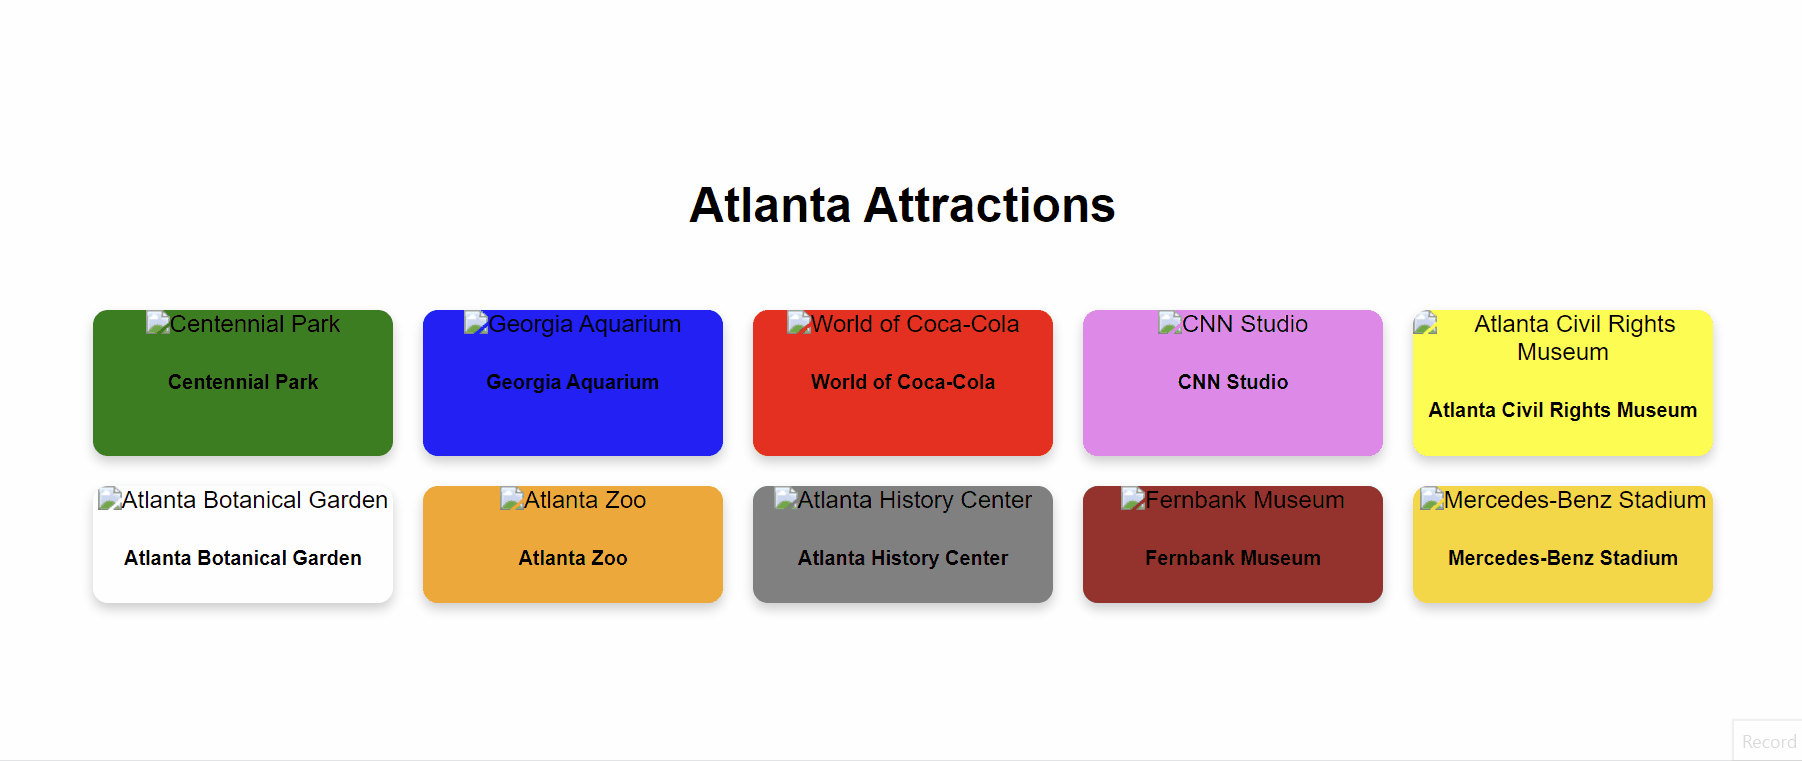 Atlanta Attractions
Centennial Park
Centennial Park
Georgia Aquarium
Georgia Aquarium
World of Coca-Cola
World of Coca-Cola
CNN Studio
CNN Studio
Atlanta Civil Rights
Museum
Atlanta Civil Rights Museum
Atlanta Botanical Garden
Atlanta Botanical Garden
Atlanta Zoo
Atlanta Zoo
Atlanta History Center
Atlanta History Center
Fernbank Museum
Fernbank Museum
Mercedes-Benz Stadium
Mercedes-Benz Stadium
Record